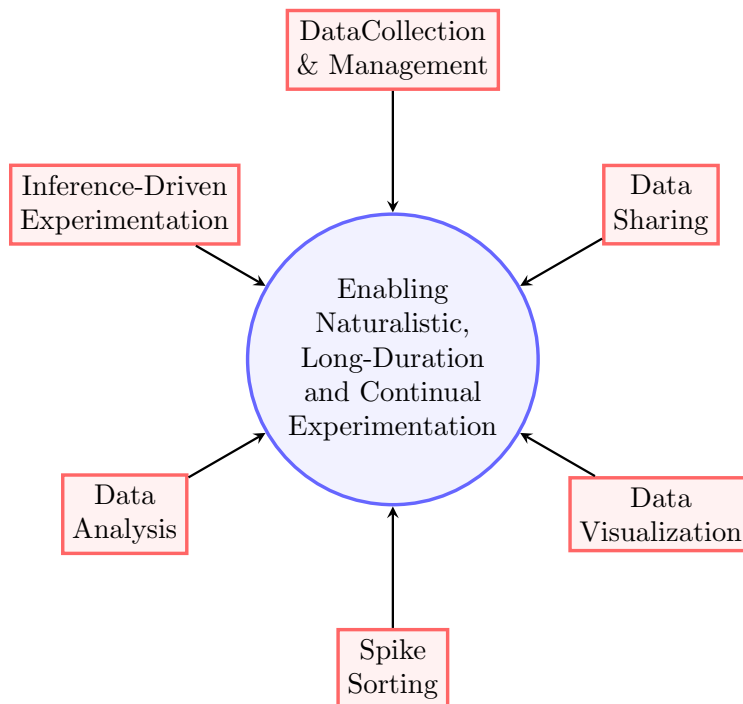 DataCollection
& Management
Inference-Driven
Experimentation
Data
Sharing
Enabling
Naturalistic,
Long-Duration
and Continual
Experimentation
Data
Analysis
Data
Visualization
Spike
Sorting